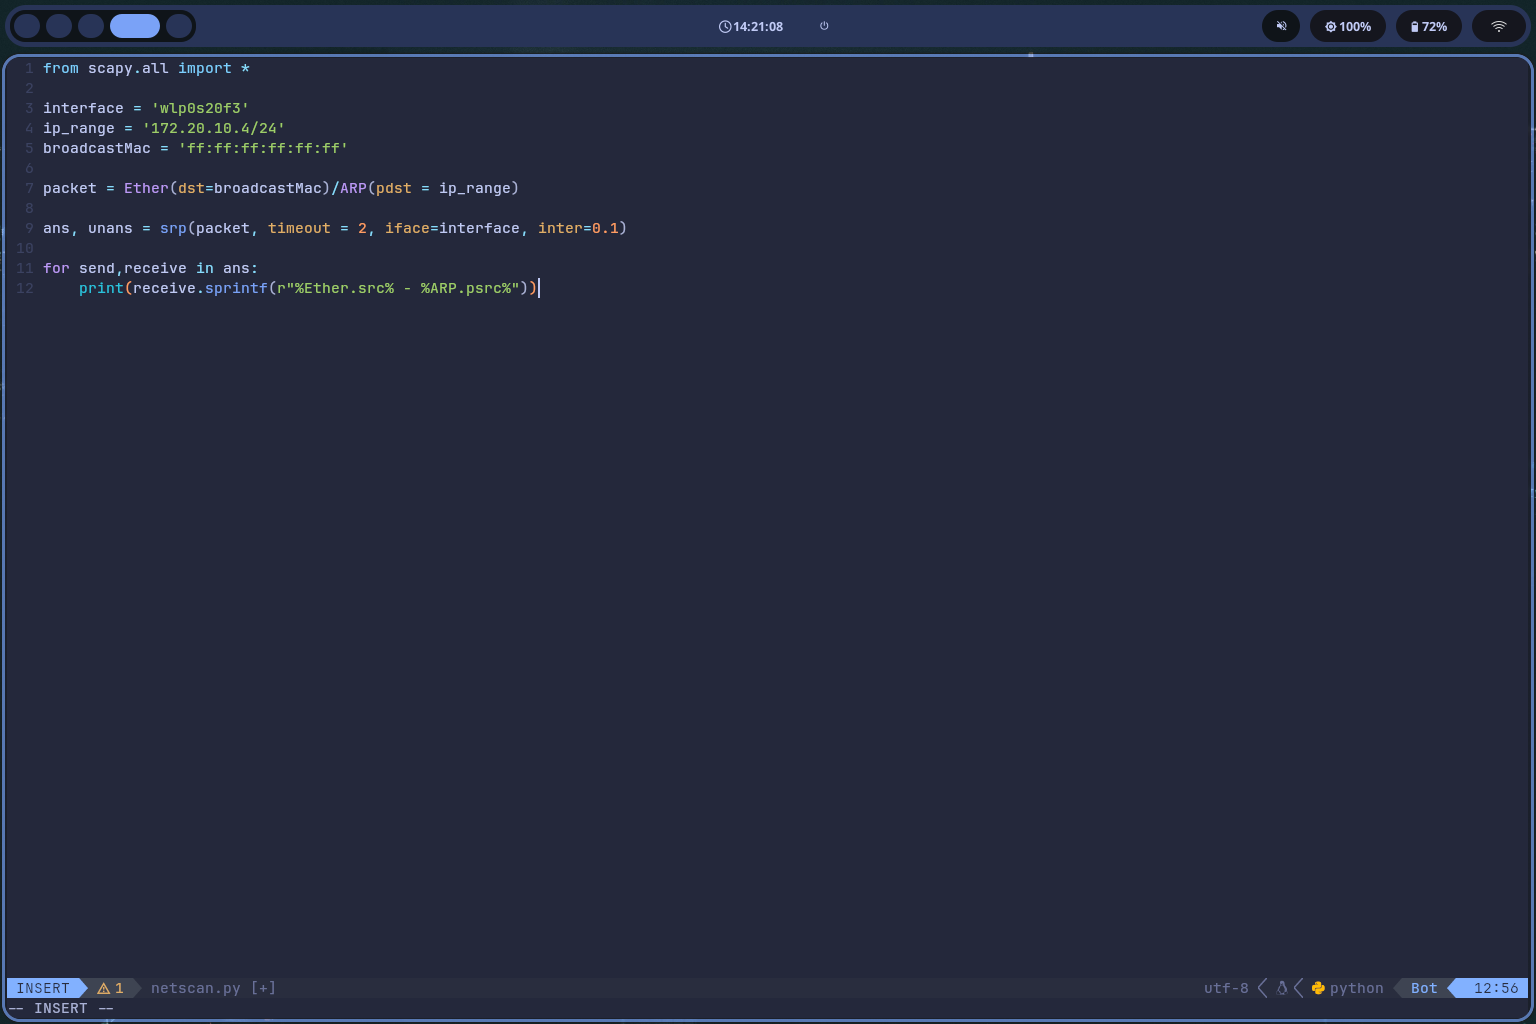 14:21:08
100%
72%
1 from scapy.all import *
2
3 interface = 'wlp0s20f3'
4 ip_range = '172.20.10.4/24'
5 broadcastMac = 'ff:ff:ff:ff:ff:ff'
6
7 packet = Ether(dst=broadcastMac)/ARP(pdst = ip_range)
8
9 ans, unans = srp(packet, timeout = 2, iface=interface, inter=0.1)
10
11 for send,receive in ans:
12     print(receive.sprintf(r"%Ether.src% - %ARP.psrc%"))
INSERT 1 netscan.py [+] utf-8 python Bot 12:56
-- INSERT --